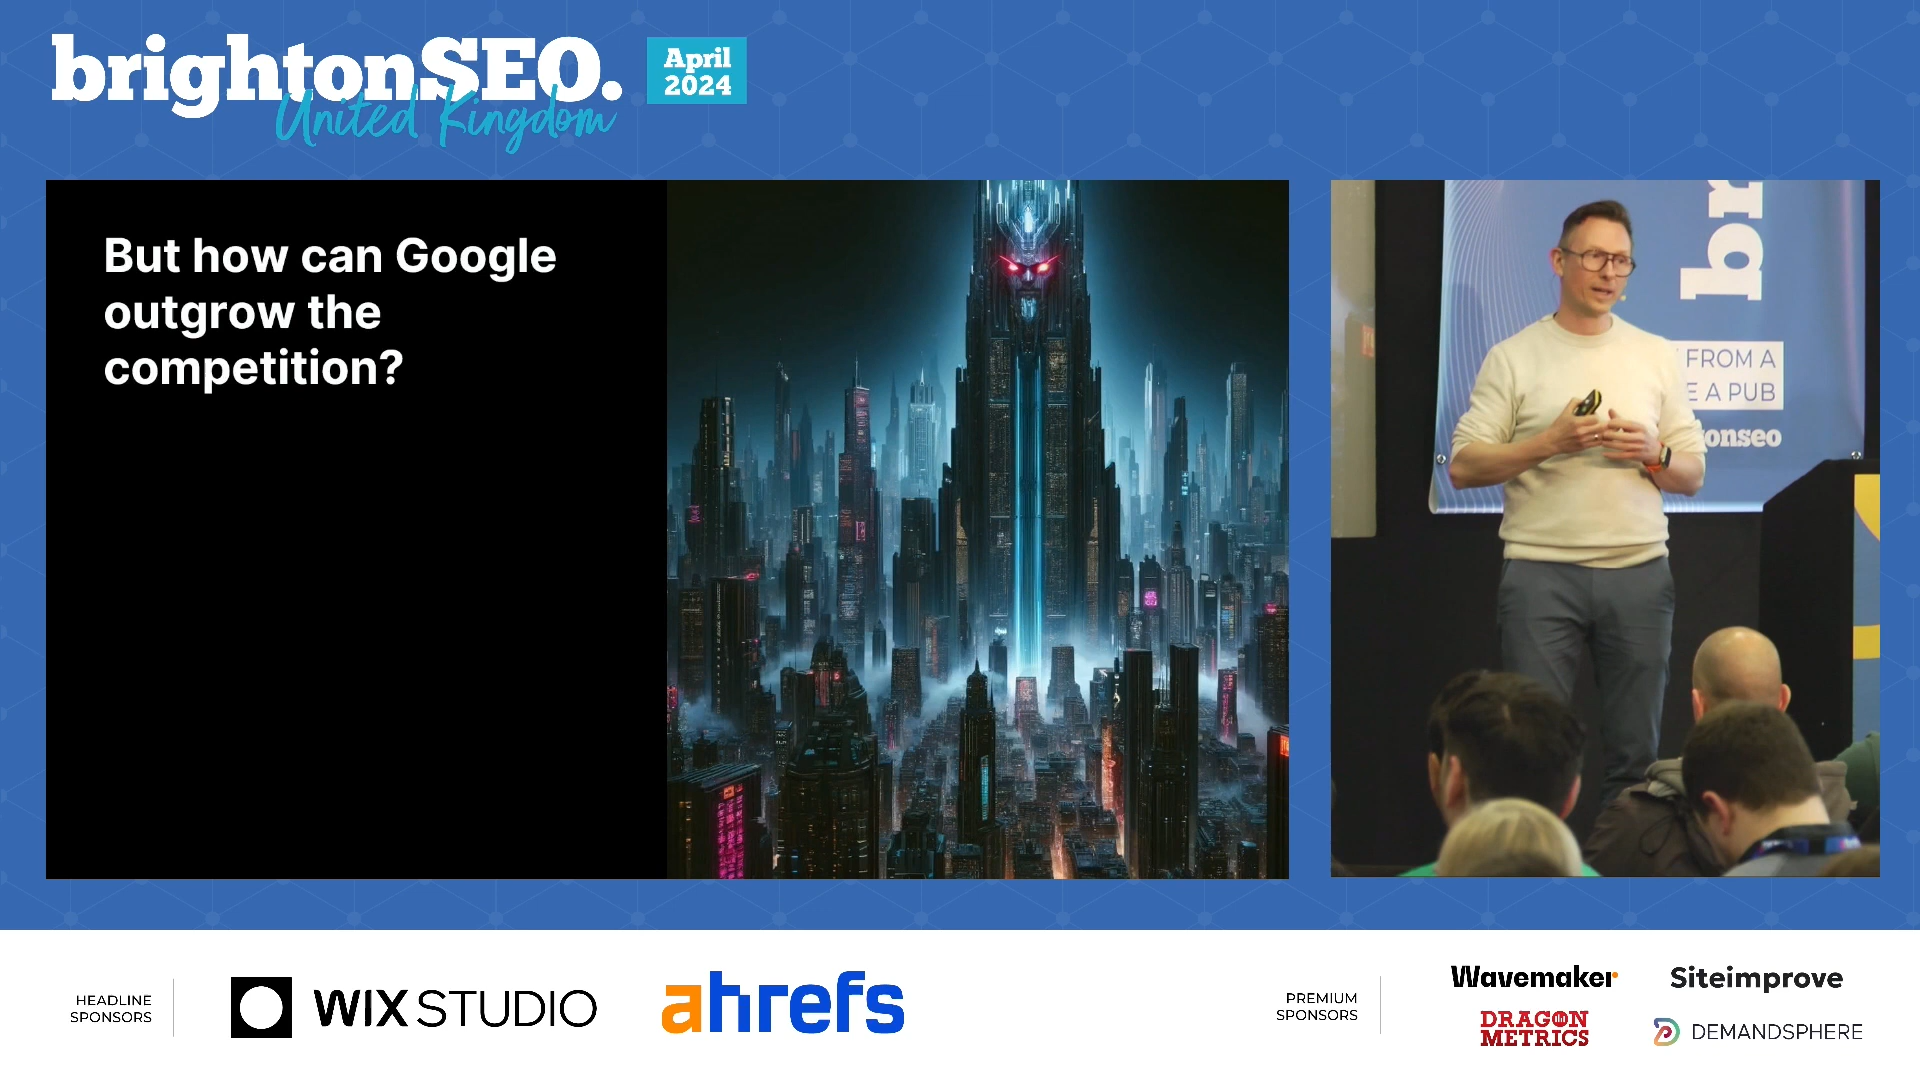 brightonSEO.
United Kingdom
April
2024
But how can Google
outgrow the
competition?
br
FROM A
E A PUB
onseo
HEADLINE
SPONSORS
WIX STUDIO
ahrefs
PREMIUM
SPONSORS
Wavemaker
Siteimprove
DRAGON
METRICS
DEMANDSPHERE